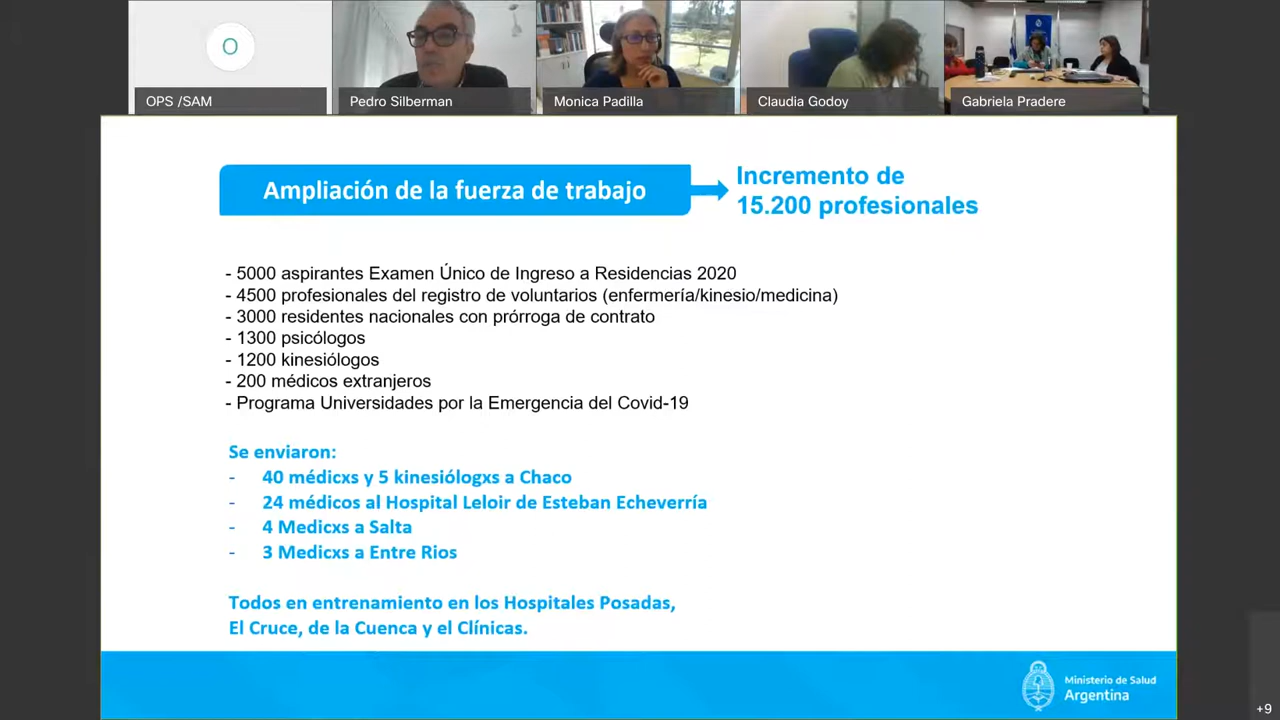 O
OPS /SAM
Pedro Silberman
Monica Padilla
Claudia Godoy
Gabriela Pradere
Ampliación de la fuerza de trabajo
Incremento de
15.200 profesionales
- 5000 aspirantes Examen Único de Ingreso a Residencias 2020
- 4500 profesionales del registro de voluntarios (enfermería/kinesio/medicina)
- 3000 residentes nacionales con prórroga de contrato
- 1300 psicólogos
- 1200 kinesiólogos
- 200 médicos extranjeros
- Programa Universidades por la Emergencia del Covid-19
Se enviaron:
- 40 médicxs y 5 kinesiólogxs a Chaco
- 24 médicos al Hospital Leloir de Esteban Echeverría
- 4 Medicxs a Salta
- 3 Medicxs a Entre Rios
Todos en entrenamiento en los Hospitales Posadas,
El Cruce, de la Cuenca y el Clínicas.
Ministerio de Salud
Argentina
+9